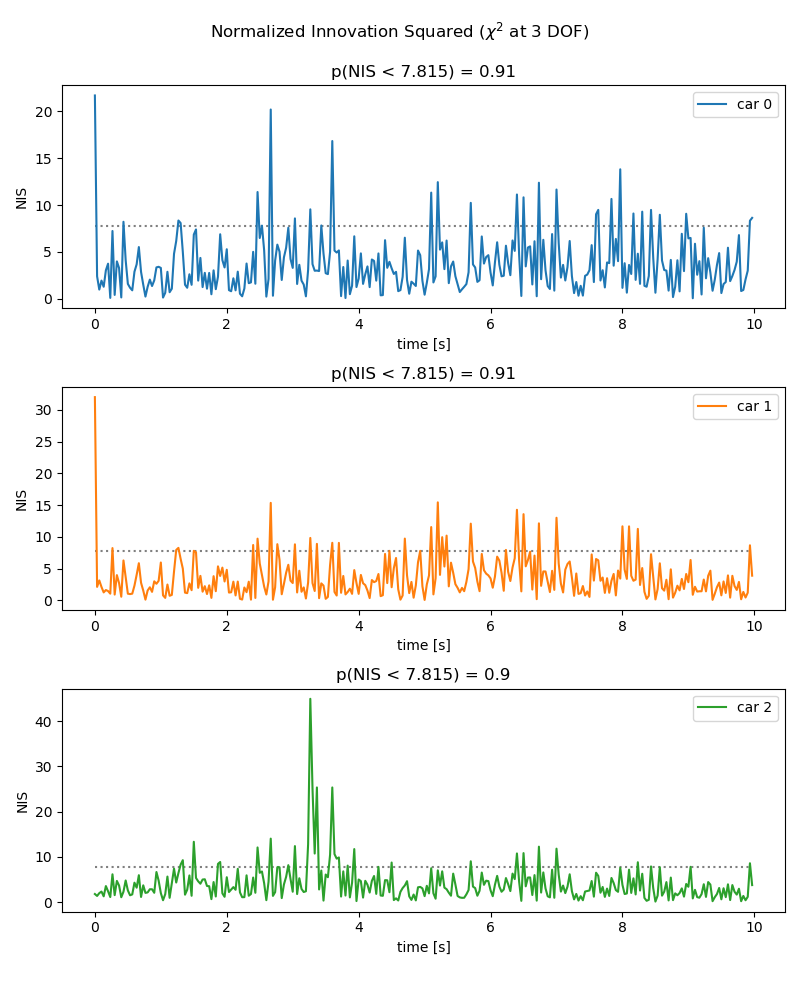 Normalized Innovation Squared (χ² at 3 DOF)
p(NIS < 7.815) = 0.91
20
15
10
5
0
NIS
car 0
0 2 4 6 8 10
time [s]
p(NIS < 7.815) = 0.91
30
25
20
15
10
5
0
NIS
car 1
0 2 4 6 8 10
time [s]
p(NIS < 7.815) = 0.9
40
30
20
10
0
NIS
car 2
0 2 4 6 8 10
time [s]